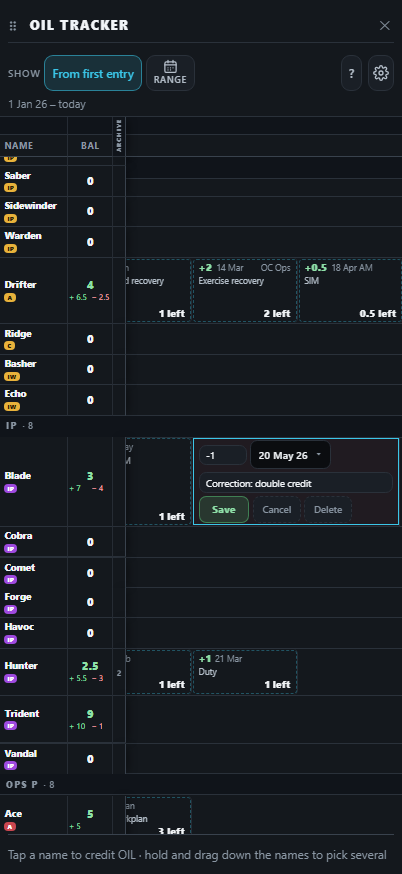 OIL TRACKER
SHOW From first entry RANGE ?
1 Jan 26 – today
NAME BAL ARCHIVE
IP
Saber 0
IP
Sidewinder 0
IP
Warden 0
IP
Drifter 4
A + 6.5 − 2.5
recovery
1 left
+2 14 Mar OC Ops
Exercise recovery
2 left
+0.5 18 Apr AM
SIM
0.5 left
Ridge 0
C
Basher 0
IW
Echo 0
IW
IP · 8
Blade 3
IP + 7 − 4
1 left
-1 20 May 26
Correction: double credit
Save Cancel Delete
Cobra 0
IP
Comet 0
IP
Forge 0
IP
Havoc 0
IP
Hunter 2.5
IP + 5.5 − 3 2
1 left
+1 21 Mar
Duty
1 left
Trident 9
IP + 10 − 1
Vandal 0
IP
OPS P · 8
Ace 5
A + 5
3 left
Tap a name to credit OIL · hold and drag down the names to pick several